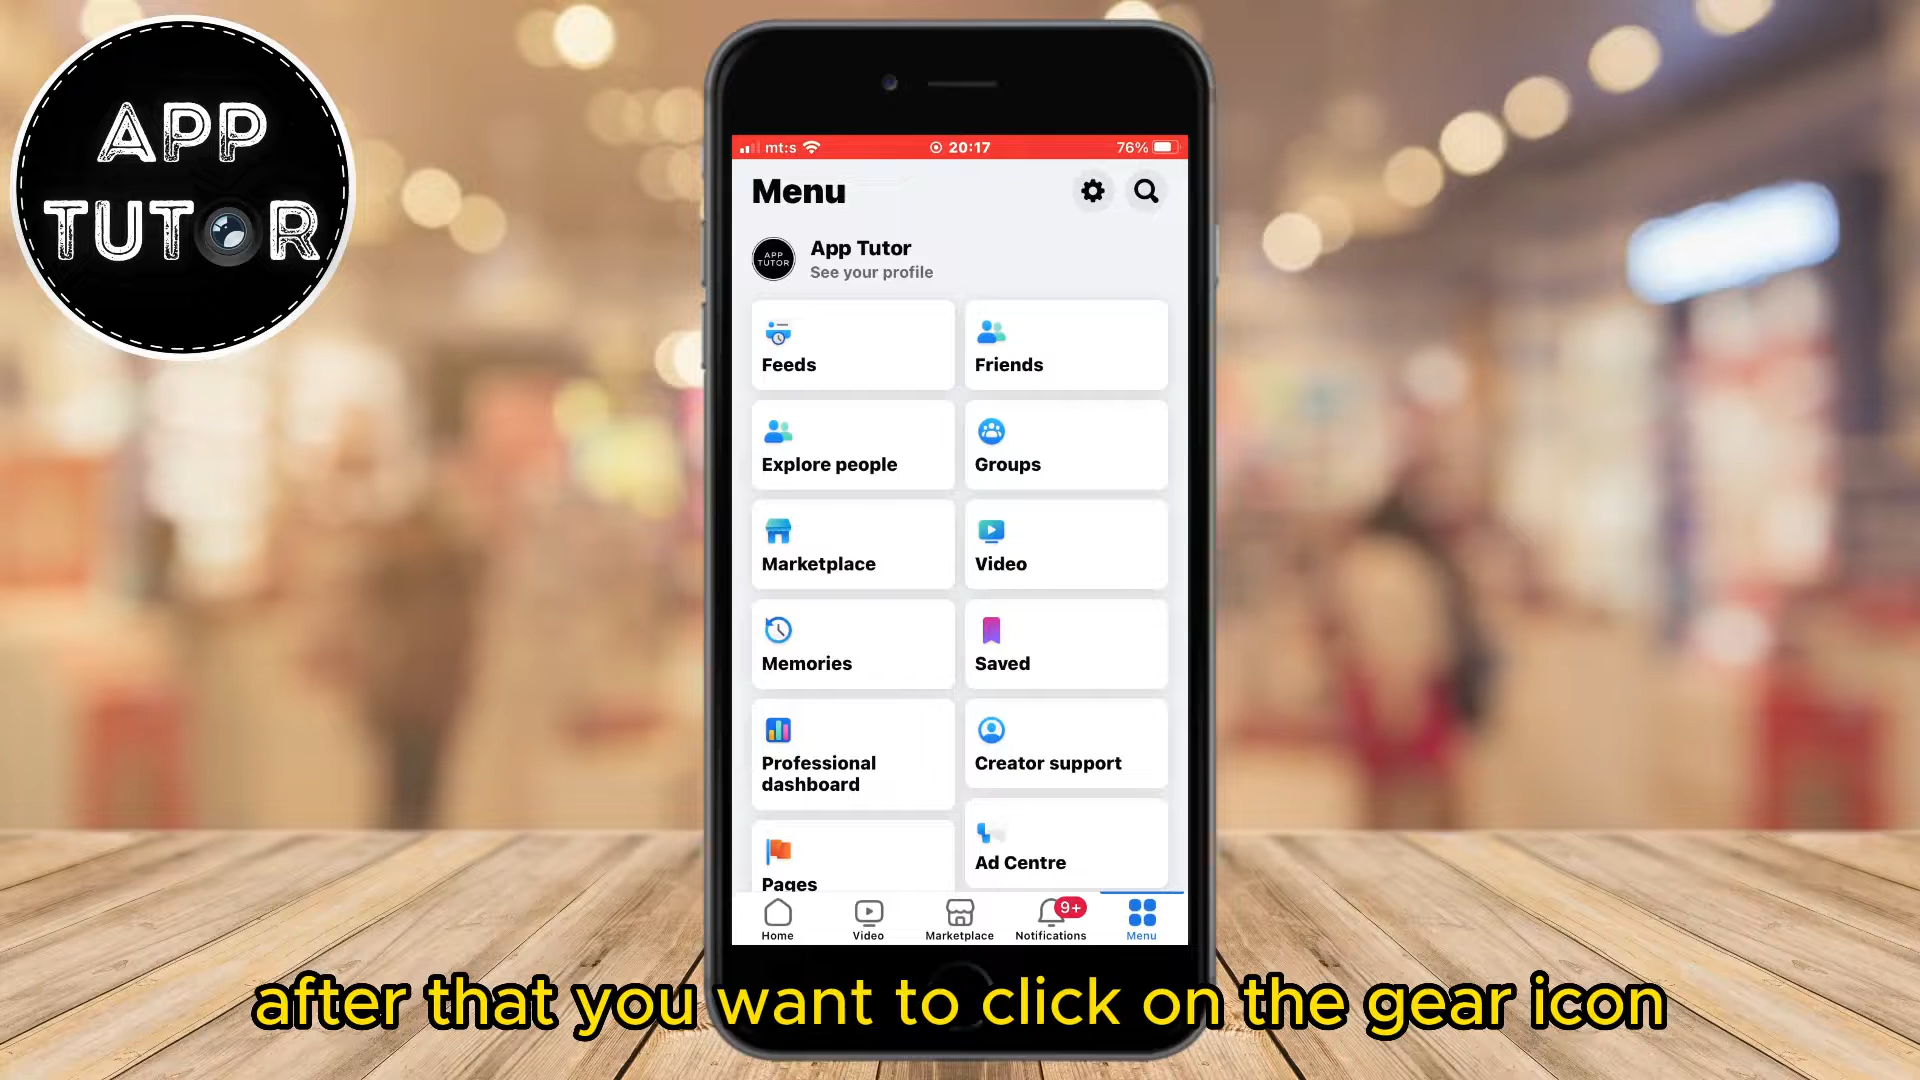 APP
TUTOR
mt:s
20:17
76%
Menu
APP
TUTOR
App Tutor
See your profile
Feeds
Friends
Explore people
Groups
Marketplace
Video
Memories
Saved
Professional
dashboard
Creator support
Pages
Ad Centre
Home
Video
Marketplace
9+
Notifications
Menu
after that you want to click on the gear icon